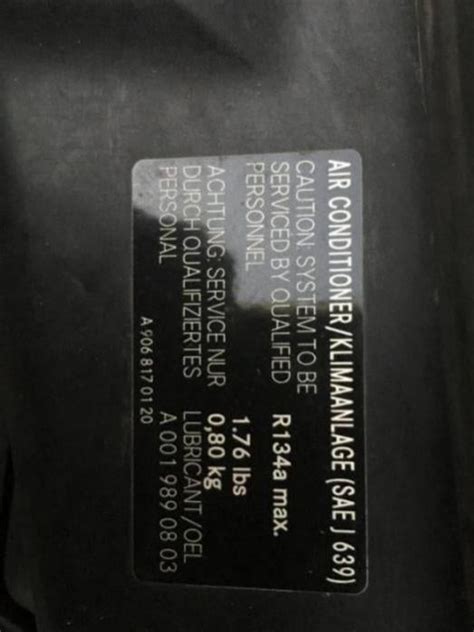 AIR CONDITIONER/KLIMAANLAGE (SAE J 639)
CAUTION: SYSTEM TO BE
SERVICED BY QUALIFIED
PERSONNEL
ACHTUNG: SERVICE NUR
DURCH QUALIFIZIERTES
PERSONAL
A 906 817 01 20
R134a max.
1.76 lbs
0,80 kg
LUBRICANT/OEL
A 001 989 08 03